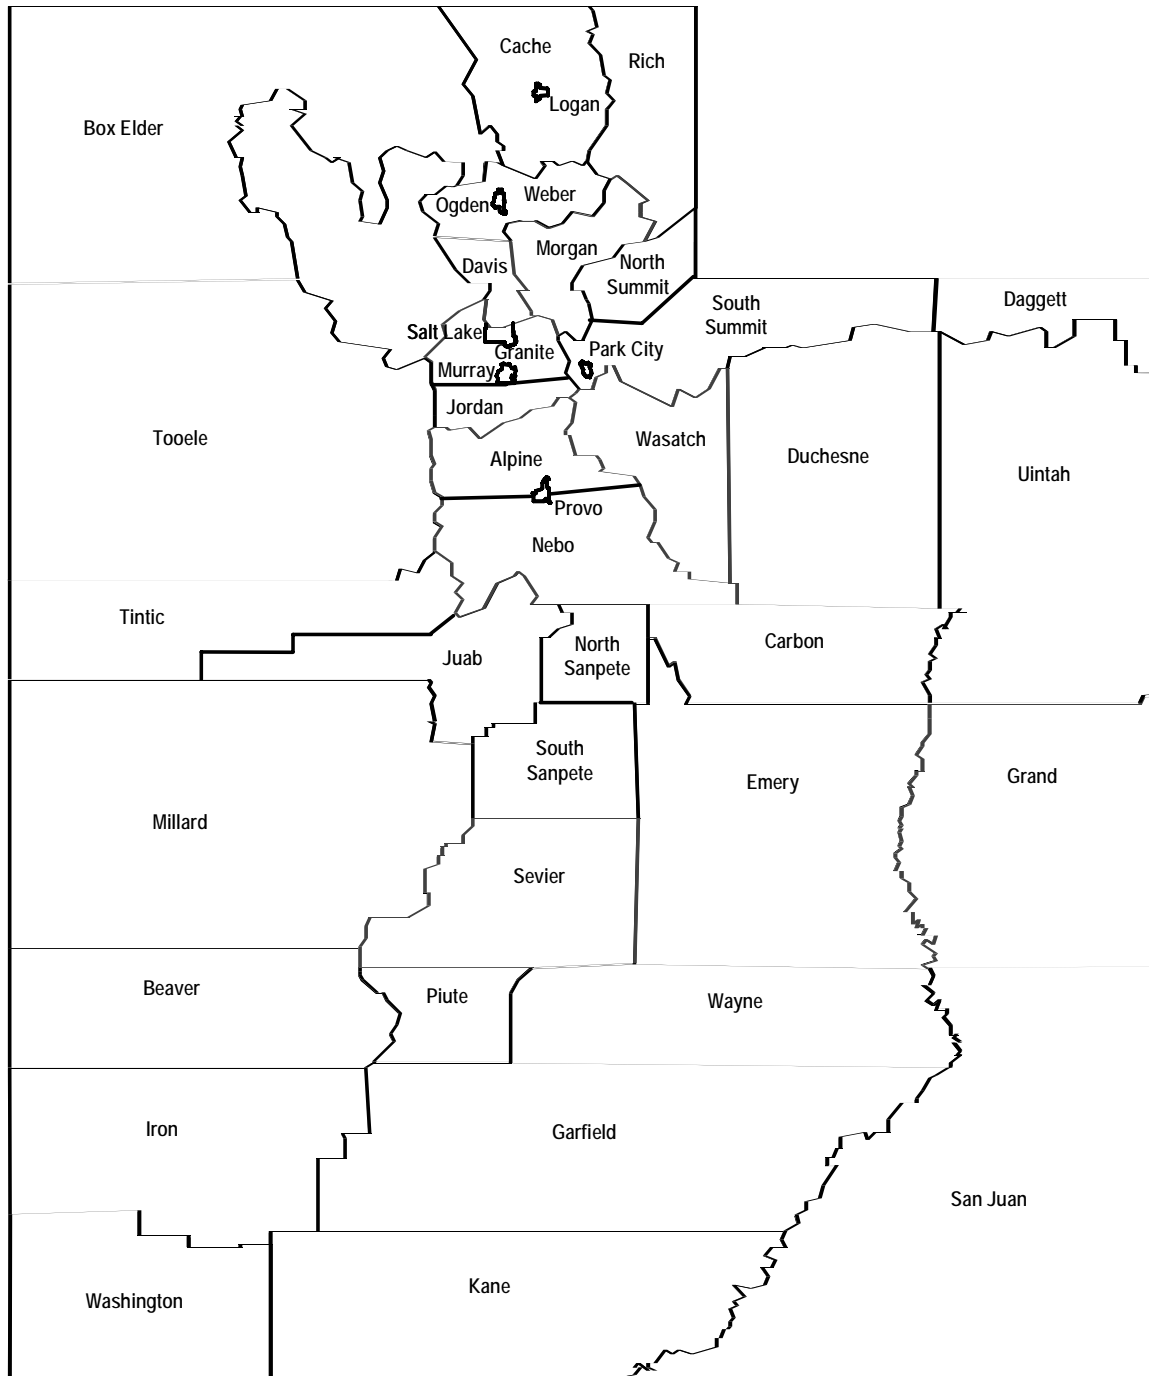 Cache
Rich
Logan
Box Elder
Weber
Ogden
Morgan
Davis
North
Summit
South
Summit
Daggett
Salt Lake
Granite
Park City
Murray
Jordan
Tooele
Wasatch
Alpine
Duchesne
Uintah
Provo
Nebo
Tintic
Juab
North
Sanpete
Carbon
South
Sanpete
Emery
Grand
Millard
Sevier
Beaver
Piute
Wayne
Iron
Garfield
San Juan
Washington
Kane